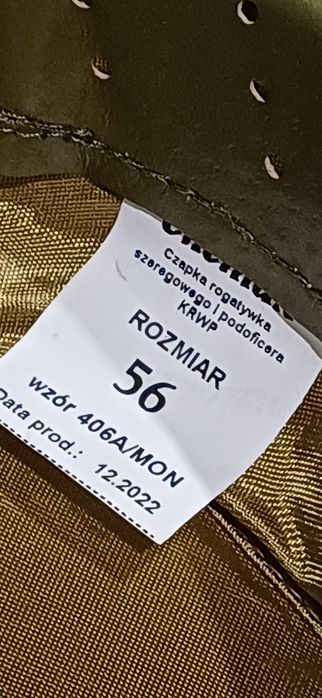 Czapka rogatywka
szeregowego i podoficera
KRWP
ROZMIAR
56
wzór 406A/MON
Data prod.: 12.2022